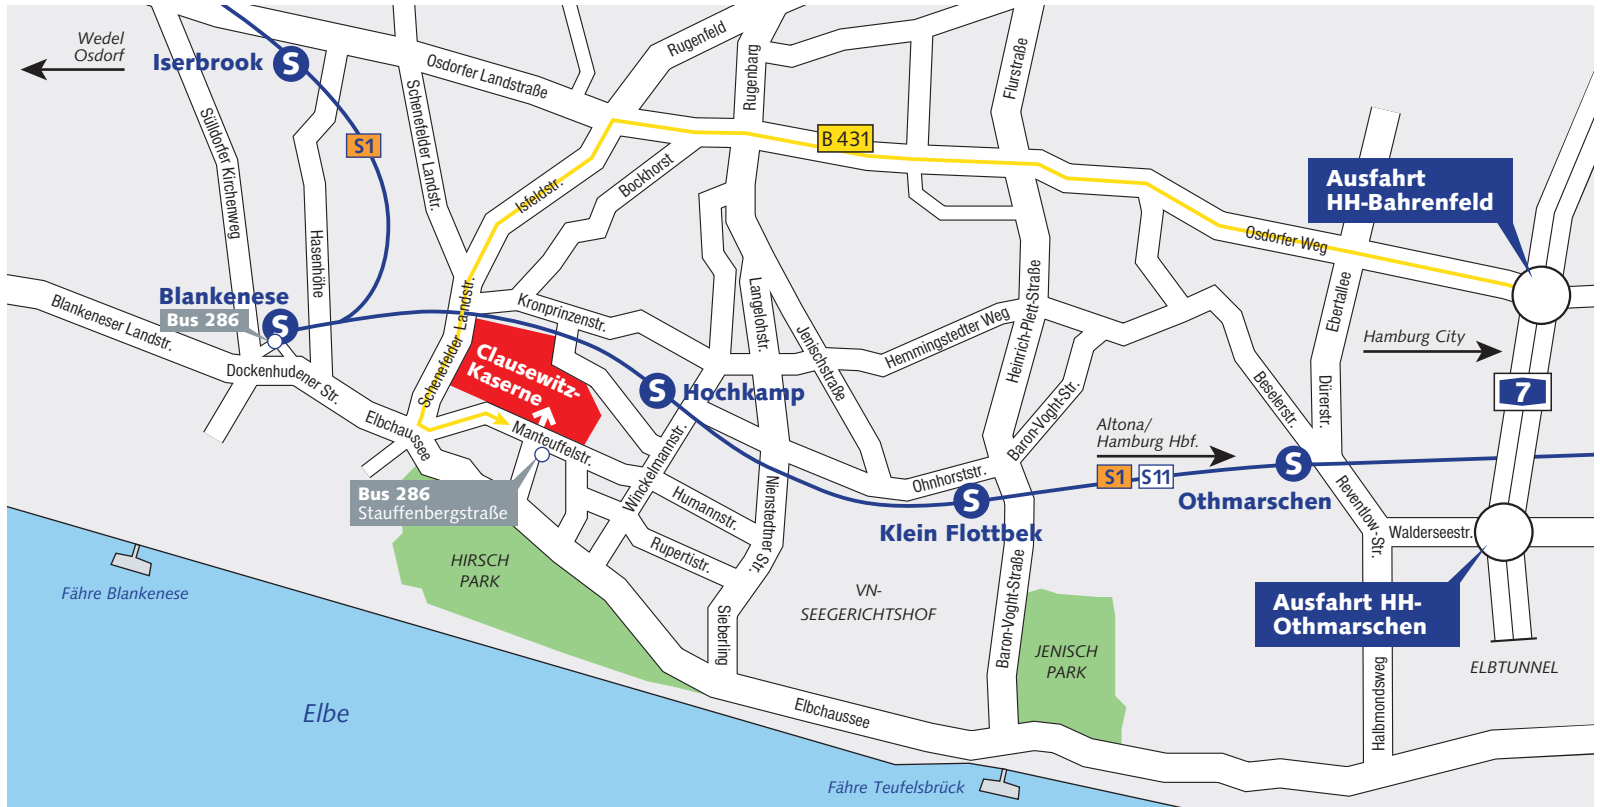 Wedel
Osdorf
Iserbrook
S
S1
Rugenfeld
Osdorfer Landstraße
Rugenbarg
Flurstraße
Schenefelder Landstr.
Sülldorfer Kirchenweg
Hasenhöhe
B 431
Bockhorst
Isfeldstr.
Ausfahrt
HH-Bahrenfeld
Osdorfer Weg
Ebertallee
Hamburg City
7
Blankenese
Bus 286
S
Blankeneser Landstr.
Dockenhudener Str.
Elbchaussee
Schenefelder Landstr.
Kronprinzenstr.
Clausewitz-
Kaserne
Langelohstr.
Jenischstraße
Hemmingstedter Weg
Heinrich-Plett-Straße
Baron-Voght-Str.
Beselerstr.
Dürerstr.
S
Hochkamp
Altona/
Hamburg Hbf.
S1
S11
S
Othmarschen
Manteuffelstr.
Bus 286
Stauffenbergstraße
Winckelmannstr.
Humannstr.
Rupertistr.
Nienstedtner Str.
Ohnhorststr.
S
Klein Flottbek
Reventlow-Str.
Walderseestr.
HIRSCH
PARK
Fähre Blankenese
VN-
SEEGERICHTSHOF
Sieberling
Baron-Voght-Straße
JENISCH
PARK
Ausfahrt HH-
Othmarschen
ELBTUNNEL
Halbmondsweg
Elbe
Elbchaussee
Fähre Teufelsbrück